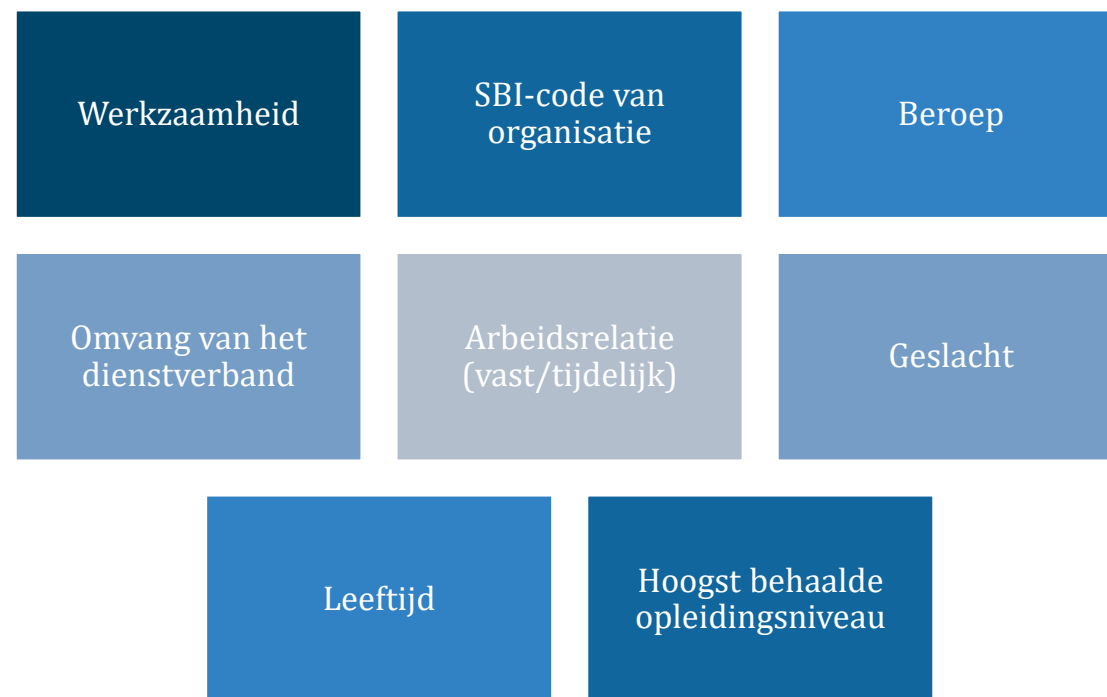 Werkzaamheid
SBI-code van
organisatie
Beroep
Omvang van het
dienstverband
Arbeidsrelatie
(vast/tijdelijk)
Geslacht
Leeftijd
Hoogst behaalde
opleidingsniveau